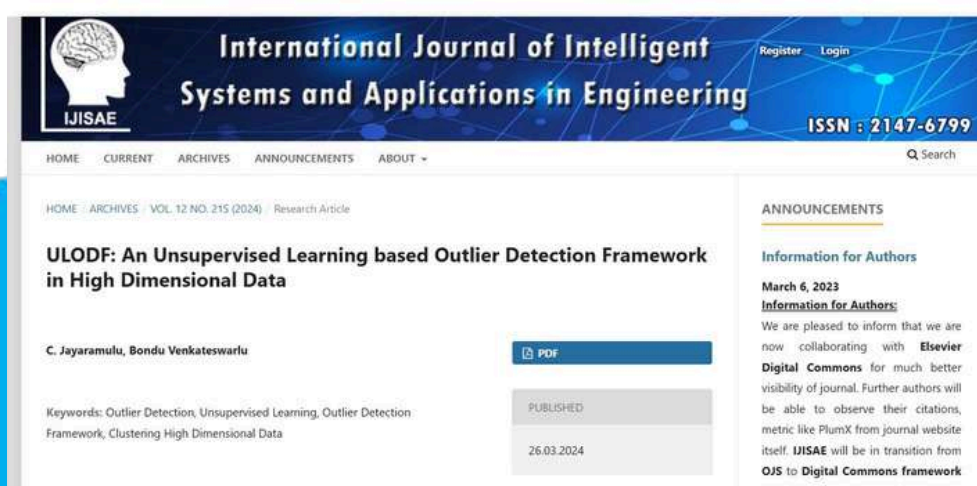 International Journal of Intelligent
Systems and Applications in Engineering
IJISAE
Register Login
ISSN : 2147-6799
HOME CURRENT ARCHIVES ANNOUNCEMENTS ABOUT
Search
HOME / ARCHIVES / VOL. 12 NO. 21S (2024) / Research Article
ULODF: An Unsupervised Learning based Outlier Detection Framework
in High Dimensional Data
C. Jayaramulu, Bondu Venkateswarlu
PDF
Keywords: Outlier Detection, Unsupervised Learning, Outlier Detection
Framework, Clustering High Dimensional Data
PUBLISHED
26.03.2024
ANNOUNCEMENTS
Information for Authors
March 6, 2023
Information for Authors:
We are pleased to inform that we are
now collaborating with Elsevier
Digital Commons for much better
visibility of journal. Further authors will
be able to observe their citations,
metric like PlumX from journal website
itself. IJISAE will be in transition from
OJS to Digital Commons framework